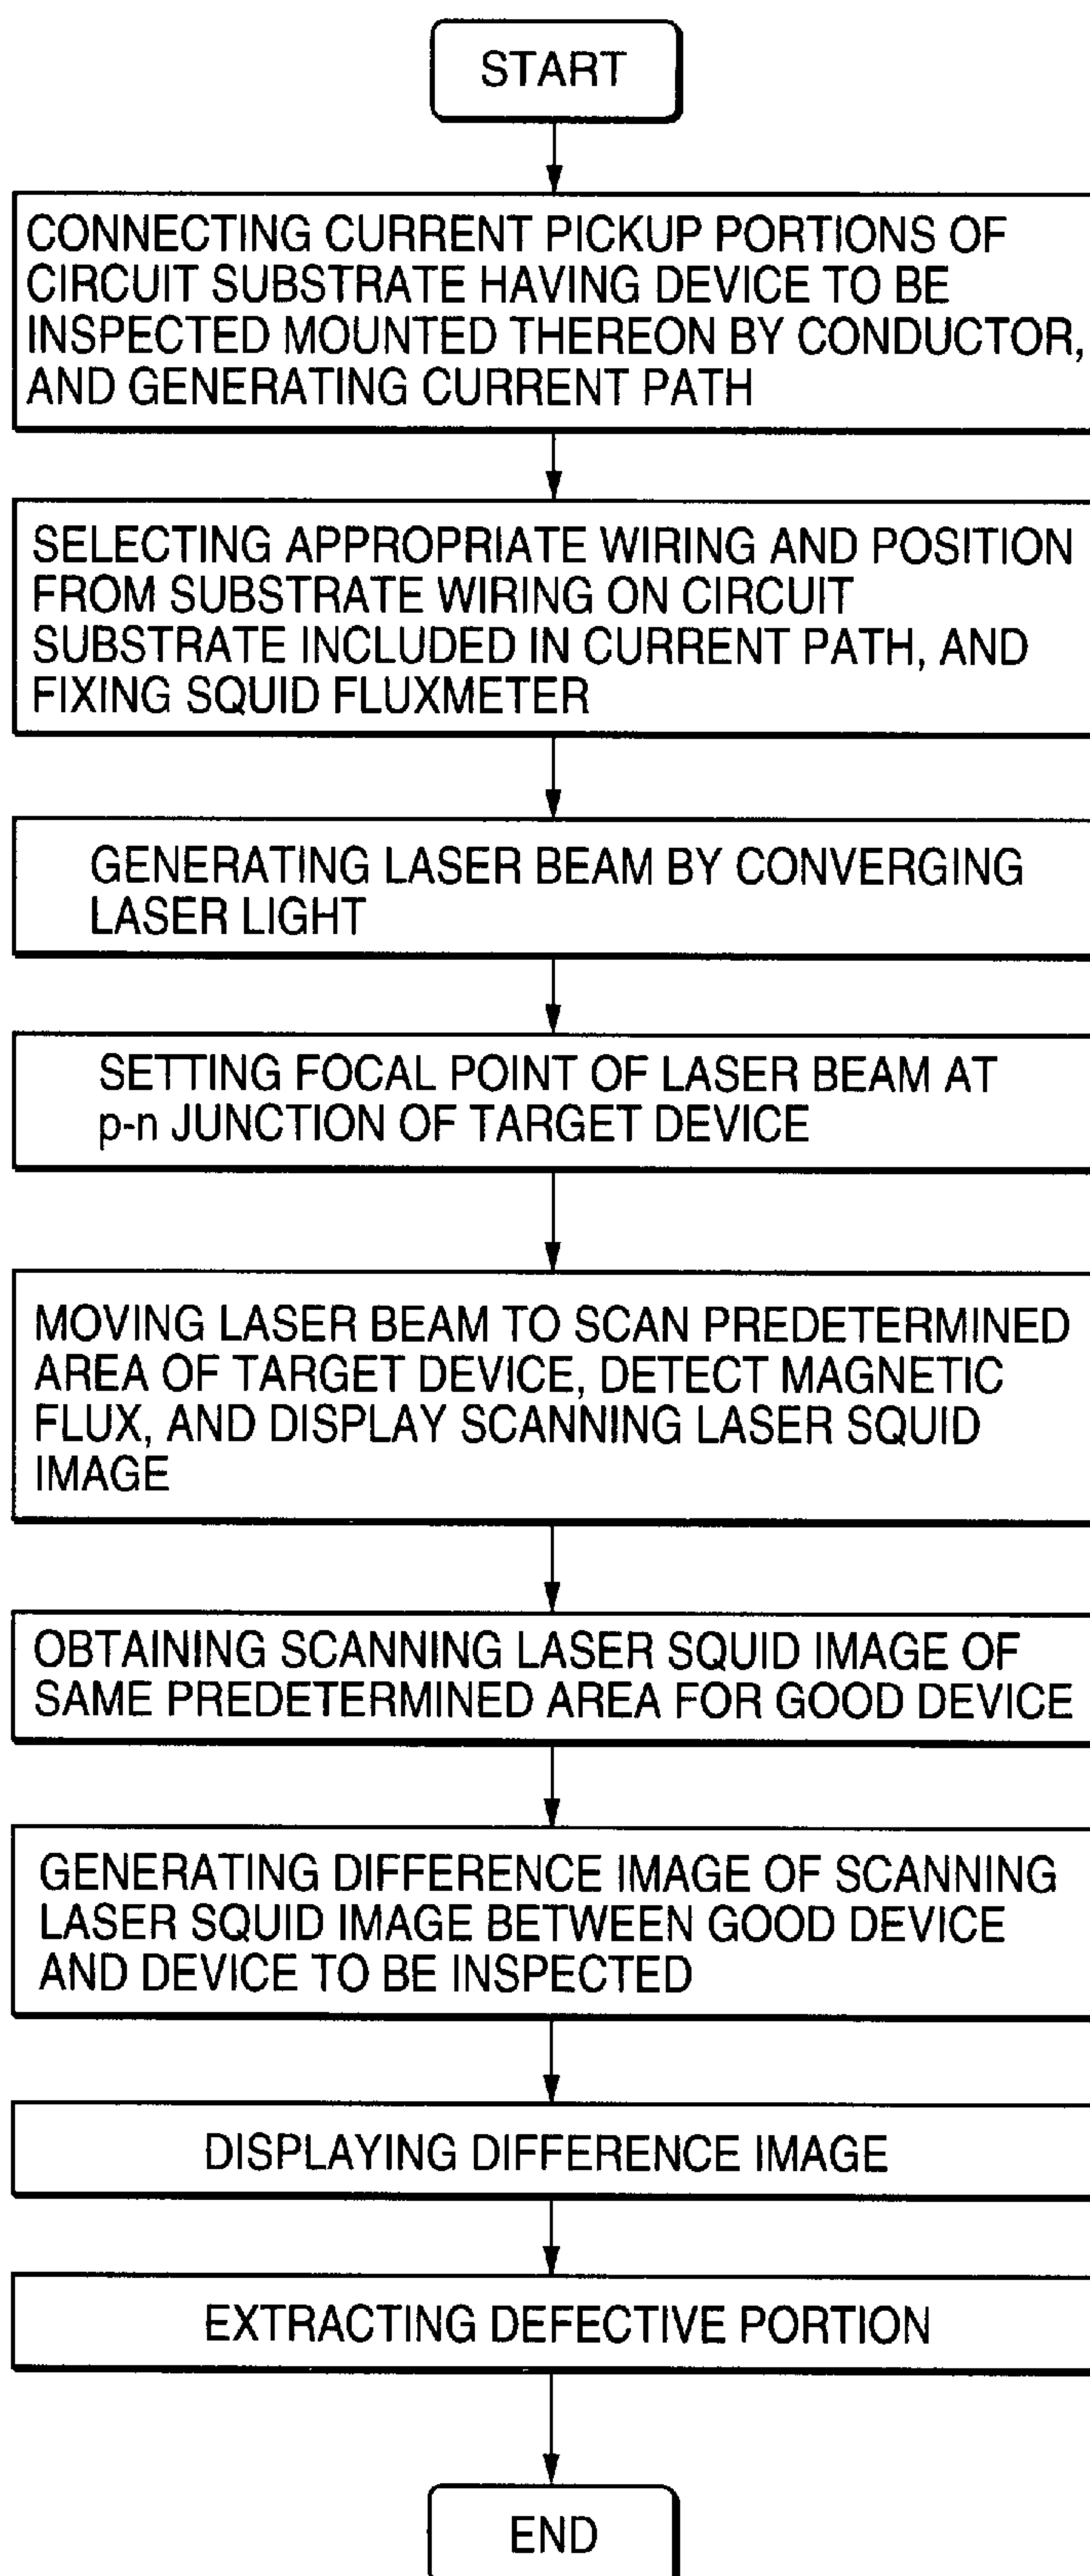 START
CONNECTING CURRENT PICKUP PORTIONS OF
CIRCUIT SUBSTRATE HAVING DEVICE TO BE
INSPECTED MOUNTED THEREON BY CONDUCTOR,
AND GENERATING CURRENT PATH
SELECTING APPROPRIATE WIRING AND POSITION
FROM SUBSTRATE WIRING ON CIRCUIT
SUBSTRATE INCLUDED IN CURRENT PATH, AND
FIXING SQUID FLUXMETER
GENERATING LASER BEAM BY CONVERGING
LASER LIGHT
SETTING FOCAL POINT OF LASER BEAM AT
p-n JUNCTION OF TARGET DEVICE
MOVING LASER BEAM TO SCAN PREDETERMINED
AREA OF TARGET DEVICE, DETECT MAGNETIC
FLUX, AND DISPLAY SCANNING LASER SQUID
IMAGE
OBTAINING SCANNING LASER SQUID IMAGE OF
SAME PREDETERMINED AREA FOR GOOD DEVICE
GENERATING DIFFERENCE IMAGE OF SCANNING
LASER SQUID IMAGE BETWEEN GOOD DEVICE
AND DEVICE TO BE INSPECTED
DISPLAYING DIFFERENCE IMAGE
EXTRACTING DEFECTIVE PORTION
END